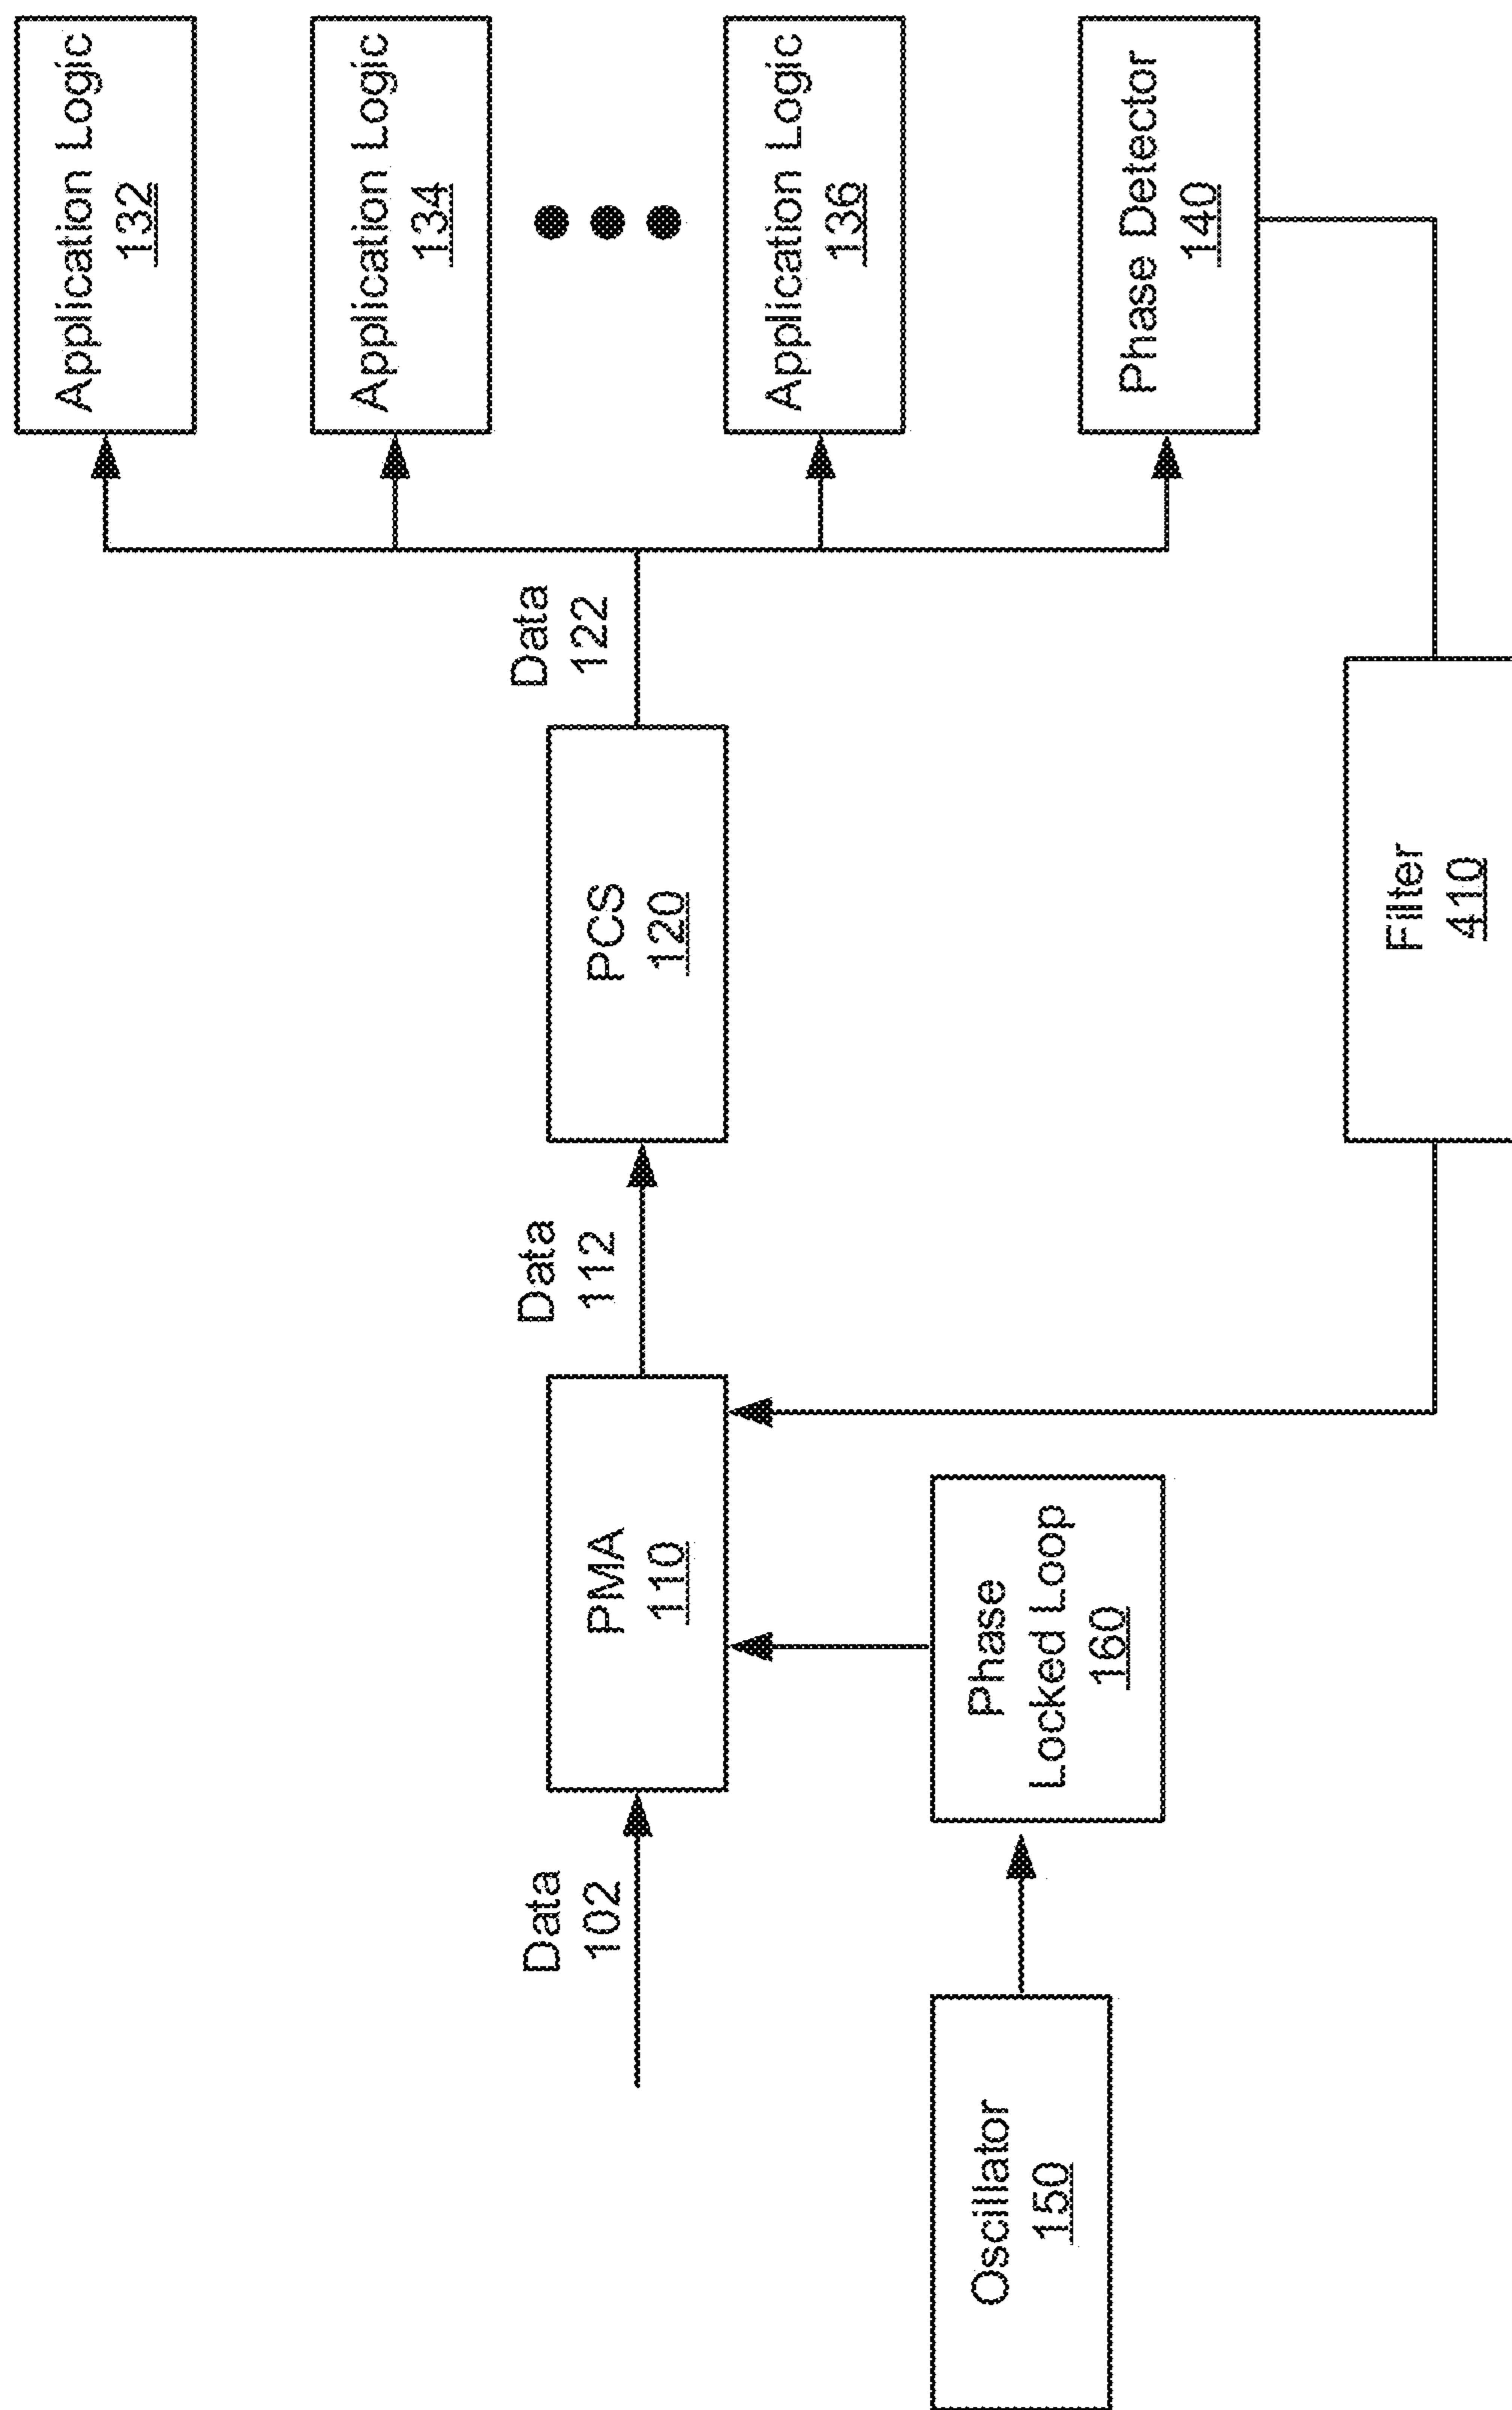 Application Logic
132
Application Logic
134
Application Logic
136
Phase Detector
140
Data
122
PCS
120
Filter
410
Data
112
PMA
110
Phase
Locked Loop
160
Data
102
Oscillator
150